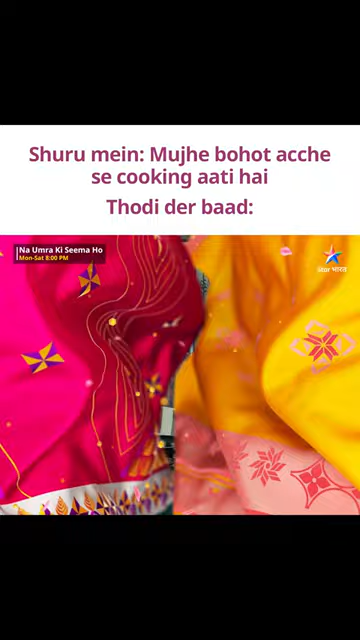 Shuru mein: Mujhe bohot acche
se cooking aati hai
Thodi der baad:
Na Umra Ki Seema Ho
Mon-Sat 8:00 PM
STAR भारत